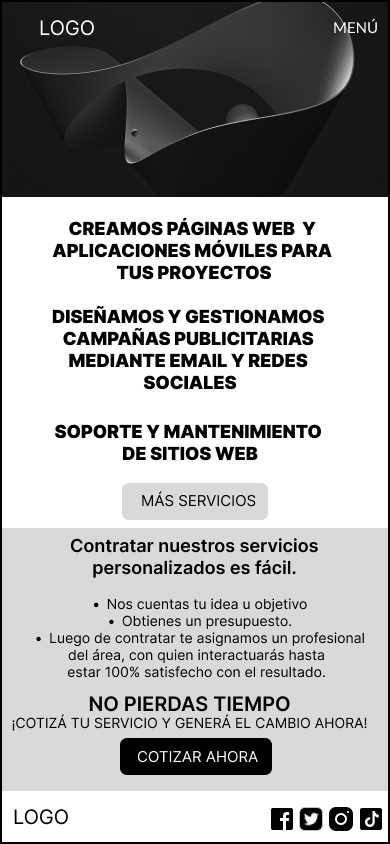 LOGO
MENÚ
CREAMOS PÁGINAS WEB Y
APLICACIONES MÓVILES PARA
TUS PROYECTOS
DISEÑAMOS Y GESTIONAMOS
CAMPAÑAS PUBLICITARIAS
MEDIANTE EMAIL Y REDES
SOCIALES
SOPORTE Y MANTENIMIENTO
DE SITIOS WEB
MÁS SERVICIOS
Contratar nuestros servicios
personalizados es fácil.
• Nos cuentas tu idea u objetivo
• Obtienes un presupuesto.
• Luego de contratar te asignamos un profesional
del área, con quien interactuarás hasta
estar 100% satisfecho con el resultado.
NO PIERDAS TIEMPO
¡COTIZÁ TU SERVICIO Y GENERÁ EL CAMBIO AHORA!
COTIZAR AHORA
LOGO